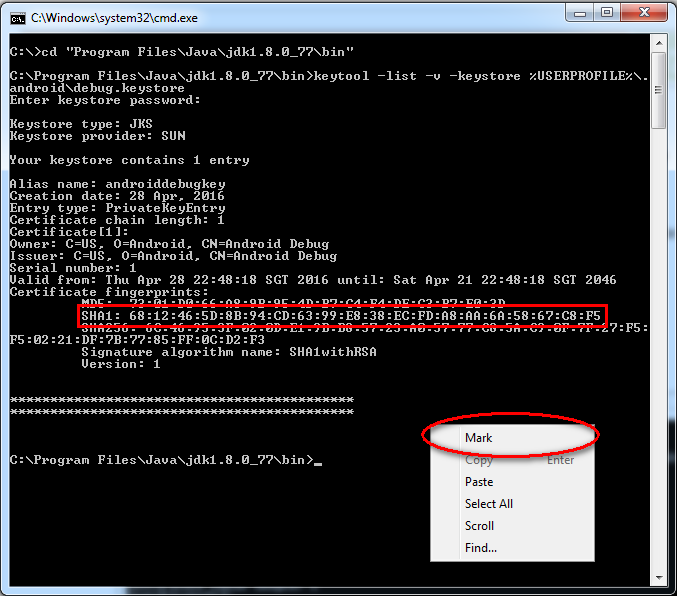 C:\Windows\system32\cmd.exe
C:\>cd "Program Files\Java\jdk1.8.0_77\bin"
C:\Program Files\Java\jdk1.8.0_77\bin>keytool -list -v -keystore %USERPROFILE%\.
android\debug.keystore
Enter keystore password:
Keystore type: JKS
Keystore provider: SUN
Your keystore contains 1 entry
Alias name: androiddebugkey
Creation date: 28 Apr, 2016
Entry type: PrivateKeyEntry
Certificate chain length: 1
Certificate[1]:
Owner: C=US, O=Android, CN=Android Debug
Issuer: C=US, O=Android, CN=Android Debug
Serial number: 1
Valid from: Thu Apr 28 22:48:18 SGT 2016 until: Sat Apr 21 22:48:18 SGT 2046
Certificate fingerprints:
MD5:
SHA1: 68:12:46:5D:8B:94:CD:63:99:E8:38:EC:FD:A8:AA:6A:58:67:C8:F5
SHA256:
F5:02:21:DF:7B:77:85:FF:0C:D2:F3
Signature algorithm name: SHA1withRSA
Version: 1
*******************************************
*******************************************
C:\Program Files\Java\jdk1.8.0_77\bin>_
Mark
Copy Enter
Paste
Select All
Scroll
Find...